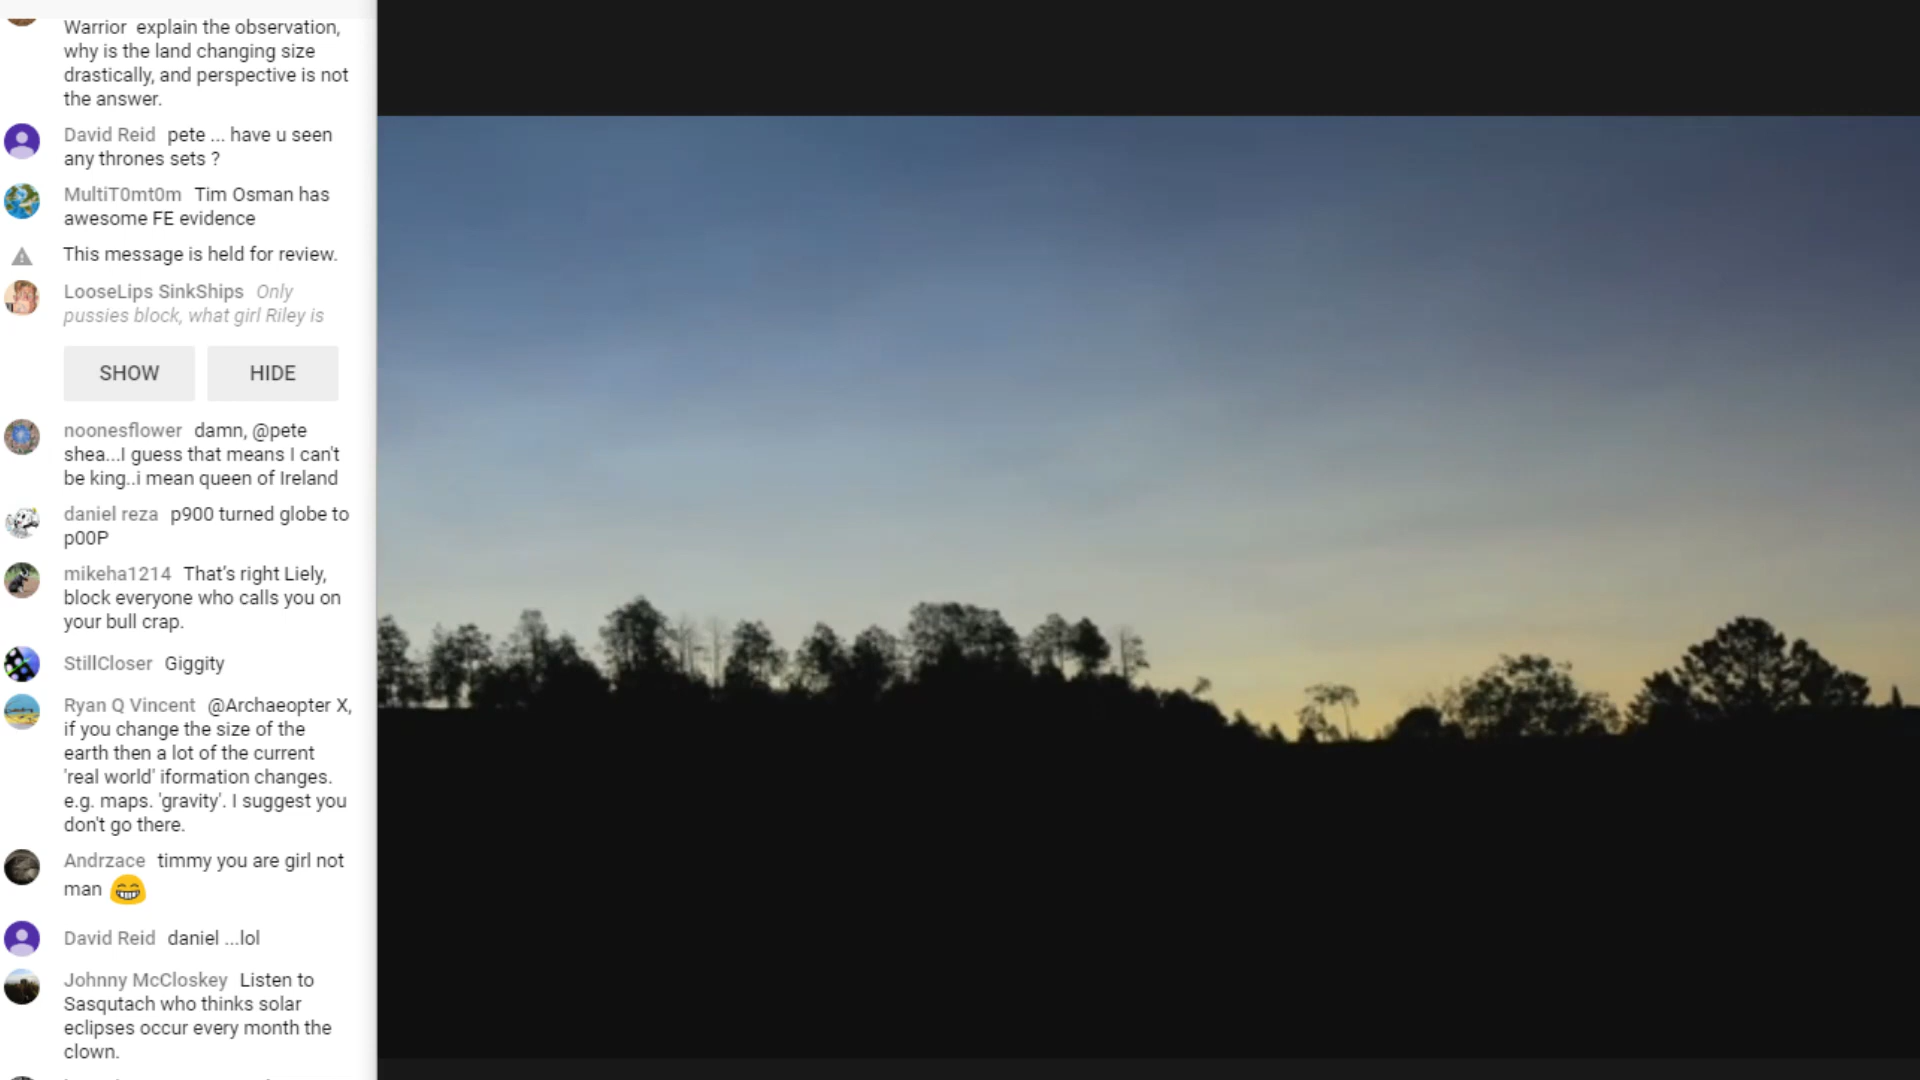 Warrior explain the observation,
why is the land changing size
drastically, and perspective is not
the answer.
David Reid pete ... have u seen
any thrones sets ?
MultiT0mt0m Tim Osman has
awesome FE evidence
This message is held for review.
LooseLips SinkShips Only
pussies block, what girl Riley is
SHOW HIDE
noonesflower damn, @pete
shea...I guess that means I can't
be king..i mean queen of Ireland
daniel reza p900 turned globe to
p00P
mikeha1214 That's right Liely,
block everyone who calls you on
your bull crap.
StillCloser Giggity
Ryan Q Vincent @Archaeopter X,
if you change the size of the
earth then a lot of the current
'real world' iformation changes.
e.g. maps. 'gravity'. I suggest you
don't go there.
Andrzace timmy you are girl not
man 😁
David Reid daniel ...lol
Johnny McCloskey Listen to
Sasqutach who thinks solar
eclipses occur every month the
clown.